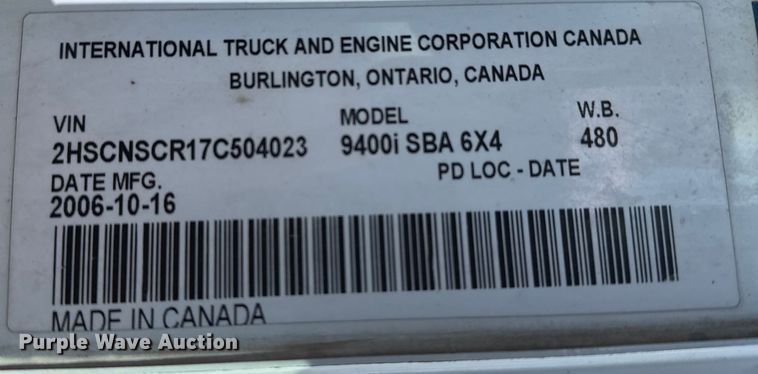 INTERNATIONAL TRUCK AND ENGINE CORPORATION CANADA
BURLINGTON, ONTARIO, CANADA
VIN MODEL W.B.
2HSCNSCR17C504023 9400i SBA 6X4 480
DATE MFG. PD LOC - DATE
2006-10-16
MADE IN CANADA
Purple Wave Auction